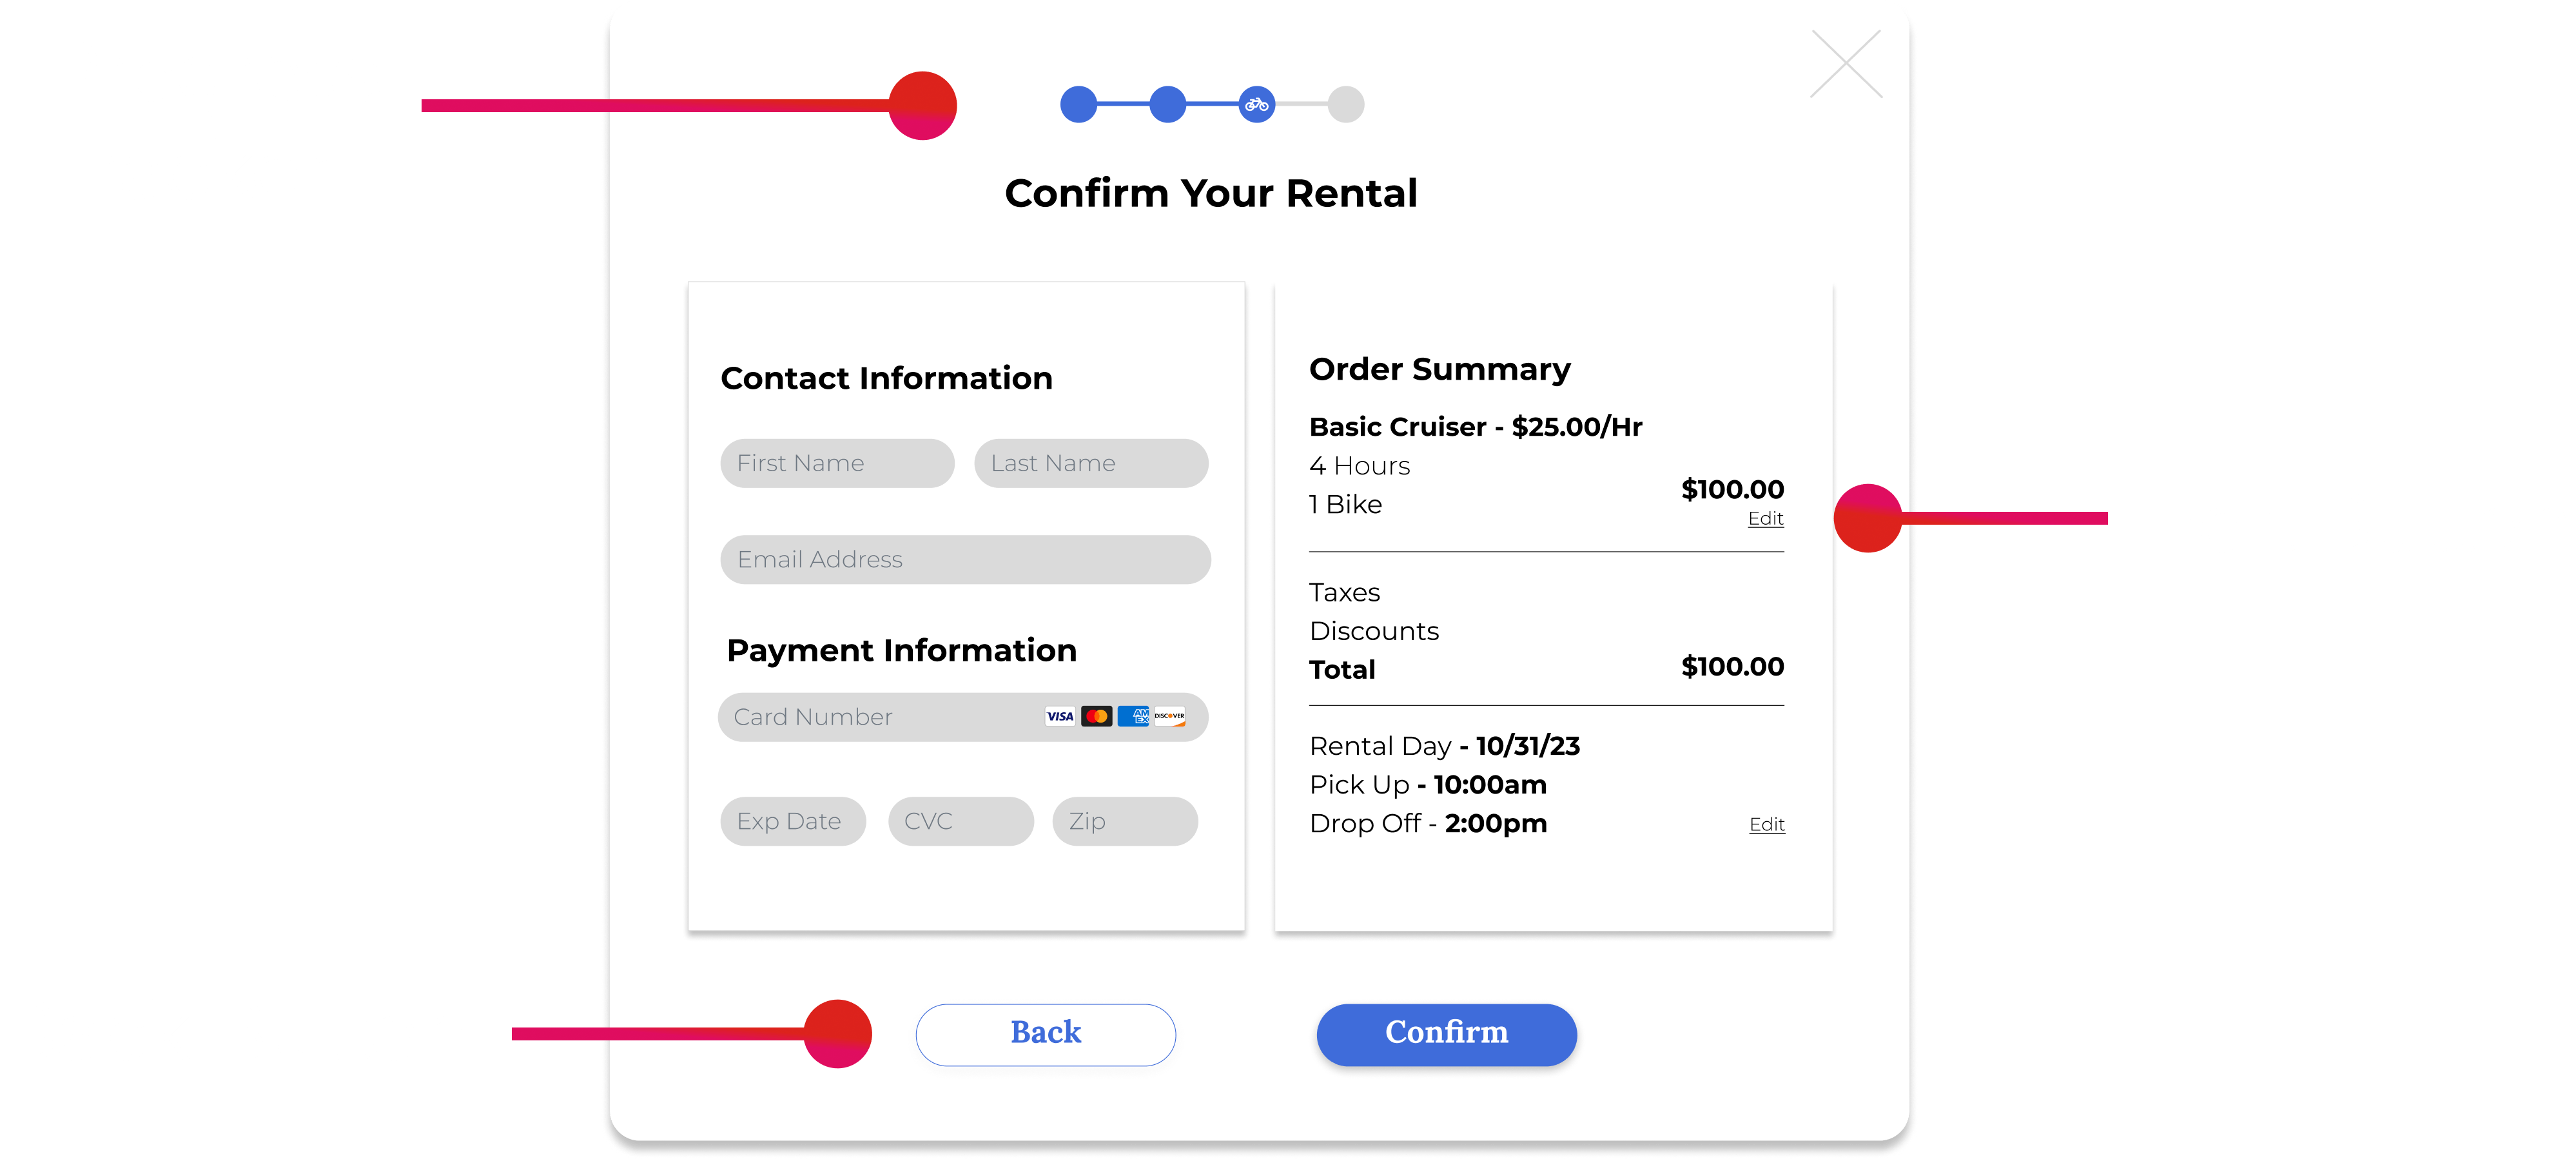 Confirm Your Rental
Contact Information
First Name
Last Name
Email Address
Payment Information
Card Number
VISA
AM
EX
DISCOVER
Exp Date
CVC
Zip
Order Summary
Basic Cruiser - $25.00/Hr
4 Hours
1 Bike
$100.00
Edit
Taxes
Discounts
Total
$100.00
Rental Day - 10/31/23
Pick Up - 10:00am
Drop Off - 2:00pm
Edit
Back
Confirm